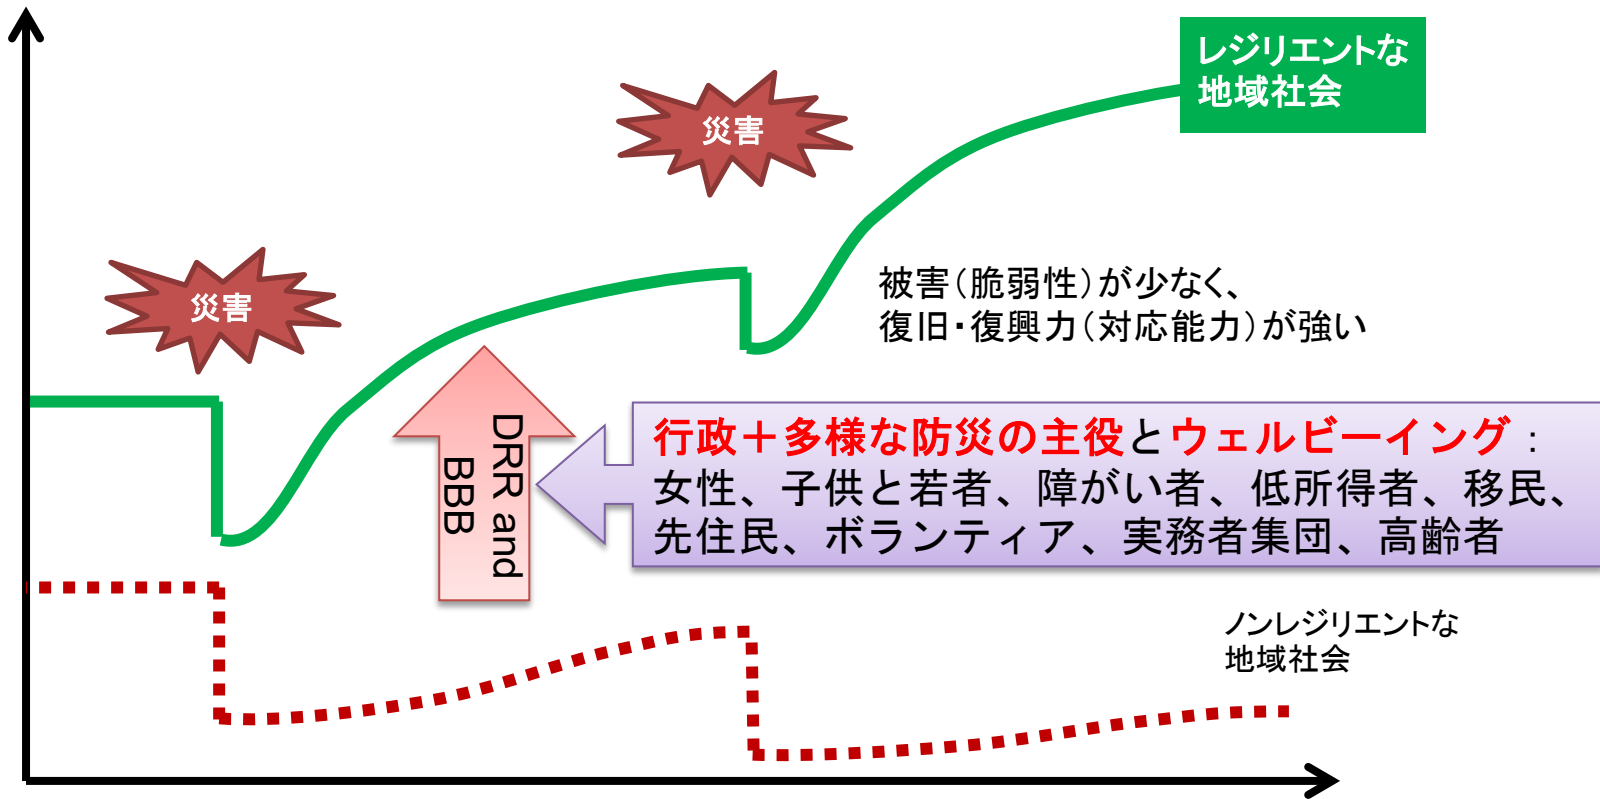 レジリエントな
地域社会
災害
災害
被害(脆弱性)が少なく、
復旧・復興力(対応能力)が強い
DRR and
BBB
行政+多様な防災の主役とウェルビーイング:
女性、子供と若者、障がい者、低所得者、移民、
先住民、ボランティア、実務者集団、高齢者
ノンレジリエントな
地域社会